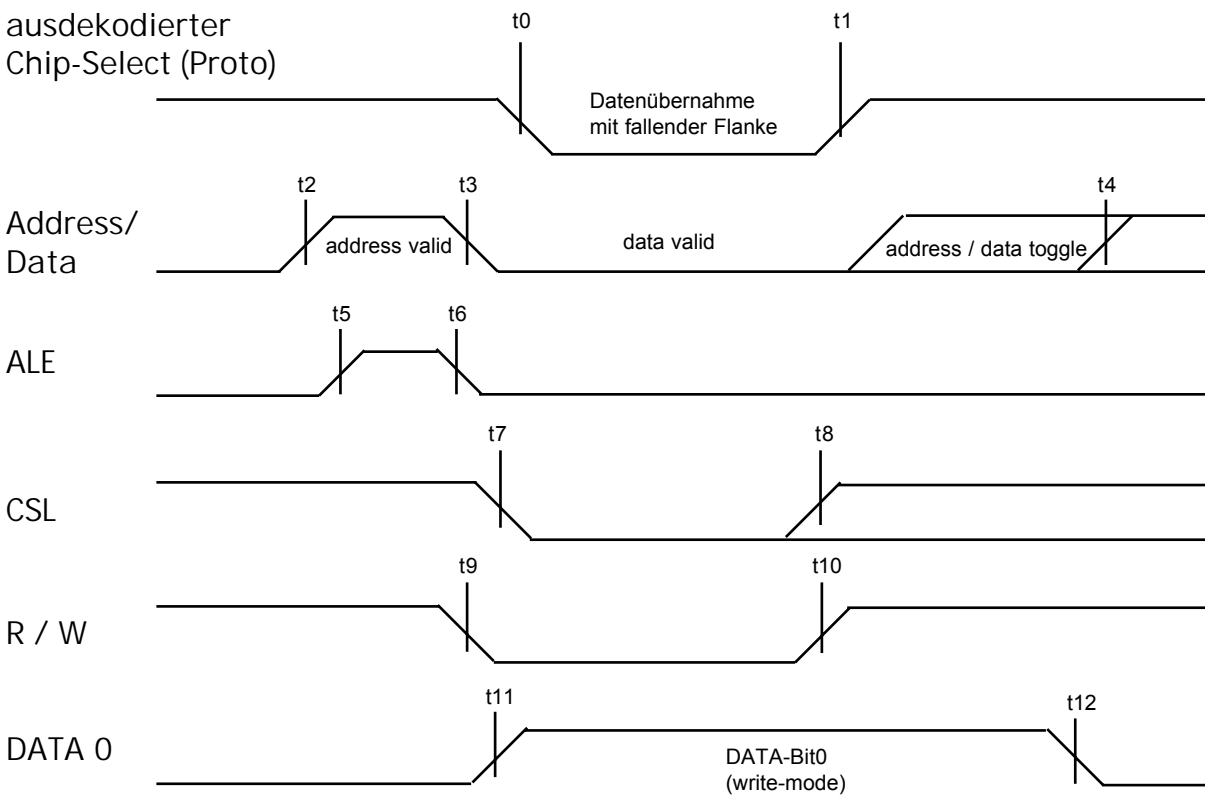 ausdekodierter
Chip-Select (Proto)
t0
t1
Datenübernahme
mit fallender Flanke
Address/
Data
t2
t3
t4
address valid
data valid
address / data toggle
ALE
t5
t6
CSL
t7
t8
R / W
t9
t10
DATA 0
t11
t12
DATA-Bit0
(write-mode)